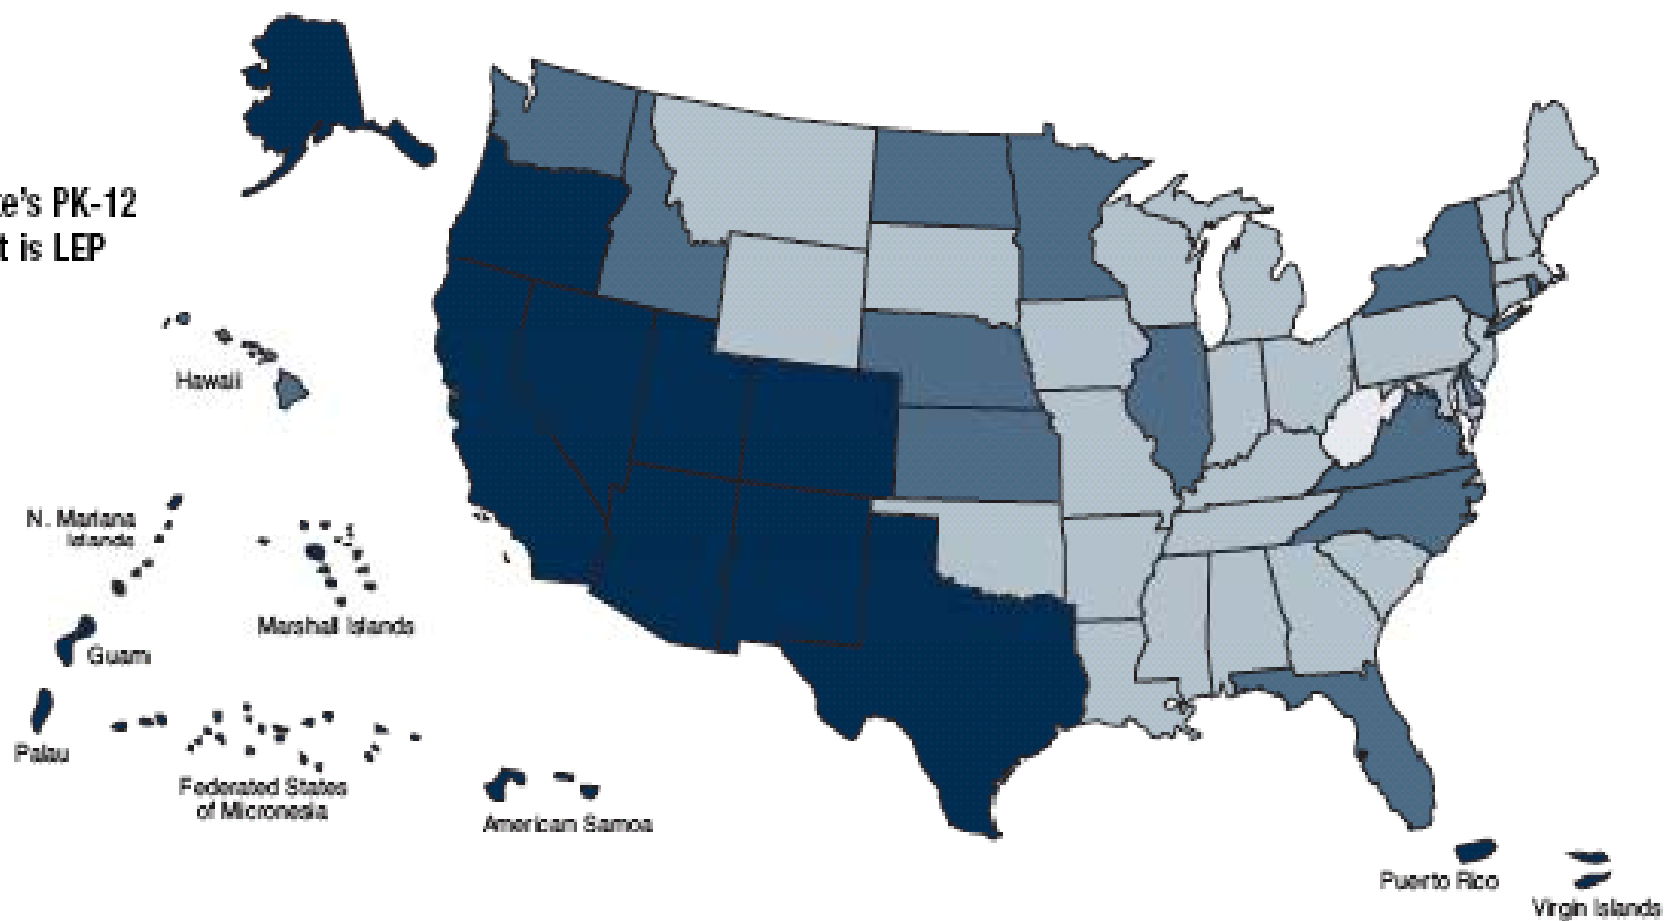 e's PK-12
t is LEP
Hawaii
N. Mariana
Islands
Marshall Islands
Guam
Palau
Federated States
of Micronesia
American Samoa
Puerto Rico
Virgin Islands